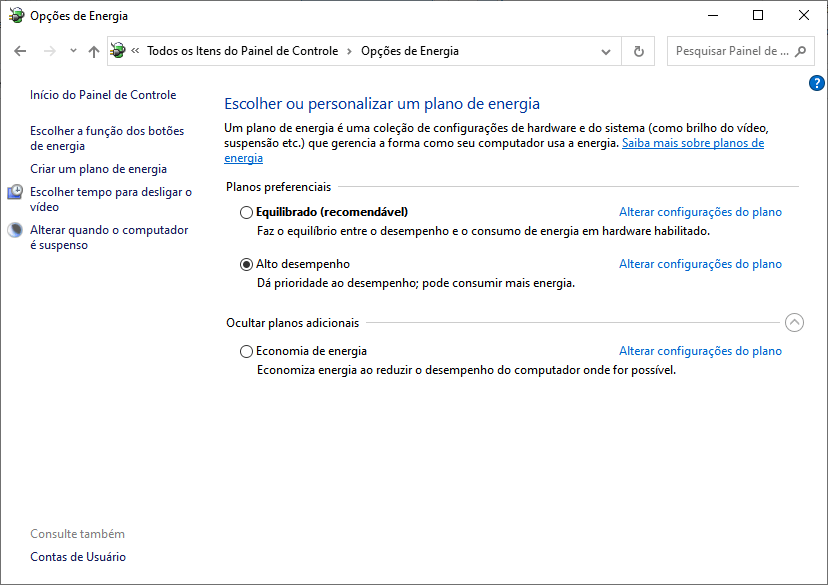 Opções de Energia
« Todos os Itens do Painel de Controle > Opções de Energia
Pesquisar Painel de ...
?
Início do Painel de Controle
Escolher a função dos botões
de energia
Criar um plano de energia
Escolher tempo para desligar o
vídeo
Alterar quando o computador
é suspenso
Escolher ou personalizar um plano de energia
Um plano de energia é uma coleção de configurações de hardware e do sistema (como brilho do vídeo,
suspensão etc.) que gerencia a forma como seu computador usa a energia. Saiba mais sobre planos de
energia
Planos preferenciais
Equilibrado (recomendável) Alterar configurações do plano
Faz o equilíbrio entre o desempenho e o consumo de energia em hardware habilitado.
Alto desempenho Alterar configurações do plano
Dá prioridade ao desempenho; pode consumir mais energia.
Ocultar planos adicionais
Economia de energia Alterar configurações do plano
Economiza energia ao reduzir o desempenho do computador onde for possível.
Consulte também
Contas de Usuário